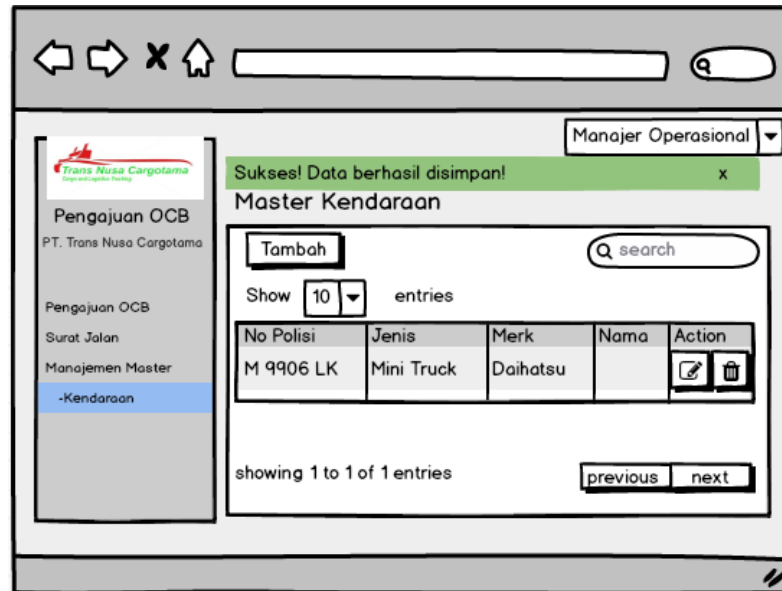 Manajer Operasional
Trans Nusa Cargotama
Sukses! Data berhasil disimpan!
x
Pengajuan OCB
PT. Trans Nusa Cargotama
Master Kendaraan
Tambah
search
Show 10 entries
Pengajuan OCB
Surat Jalan
Manajemen Master
-Kendaraan
No Polisi Jenis Merk Nama Action
M 9906 LK Mini Truck Daihatsu
showing 1 to 1 of 1 entries
previous next